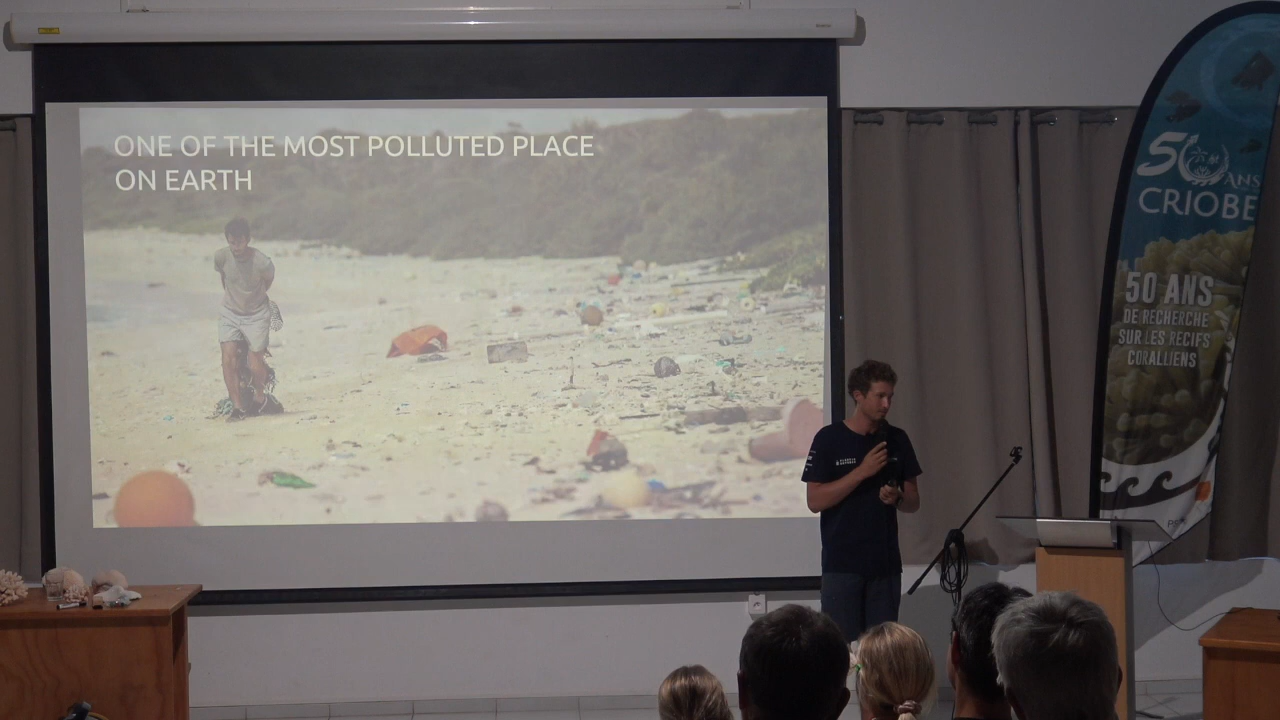 ONE OF THE MOST POLLUTED PLACE
ON EARTH
50 ANS
CRIOBE
50 ANS
DE RECHERCHE
SUR LES RECIFS
CORALLIENS